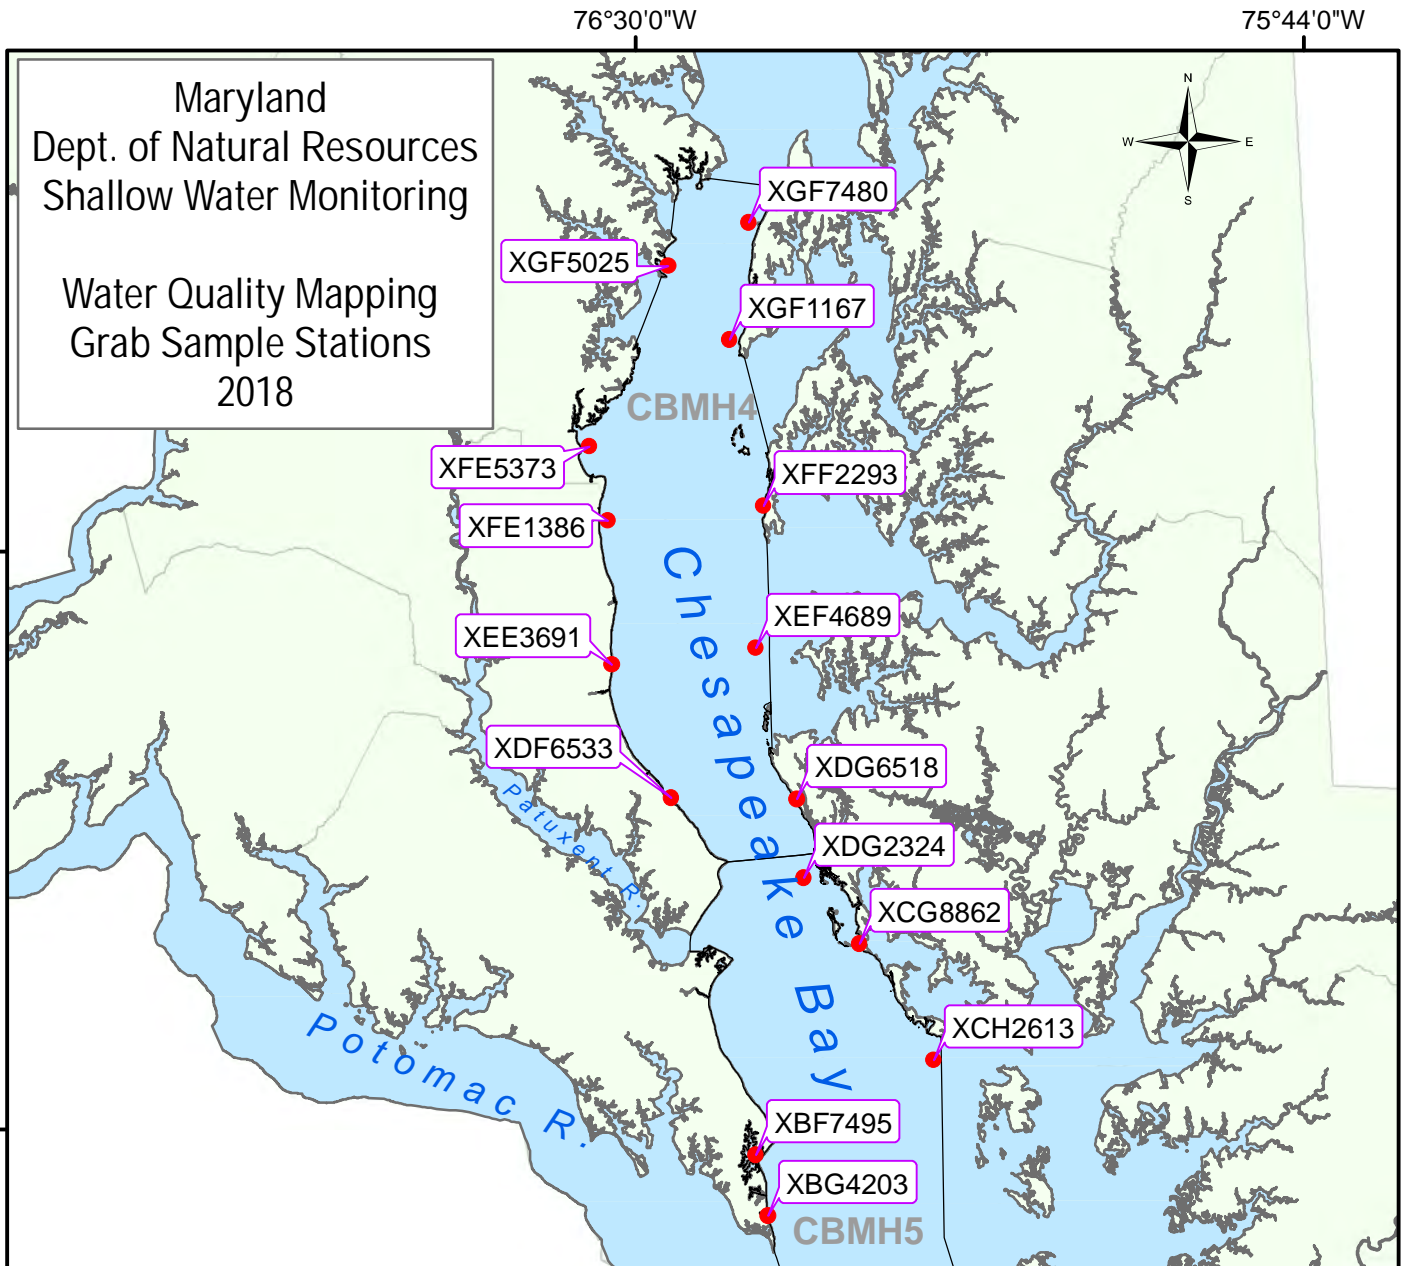 76°30'0"W
75°44'0"W
Maryland
Dept. of Natural Resources
Shallow Water Monitoring
Water Quality Mapping
Grab Sample Stations
2018
N
W
E
S
XGF7480
XGF5025
XGF1167
CBMH4
XFE5373
XFF2293
XFE1386
Chesapeake Bay
XEF4689
XEE3691
XDF6533
XDG6518
Patuxent R.
XDG2324
XCG8862
XCH2613
Potomac R.
XBF7495
XBG4203
CBMH5